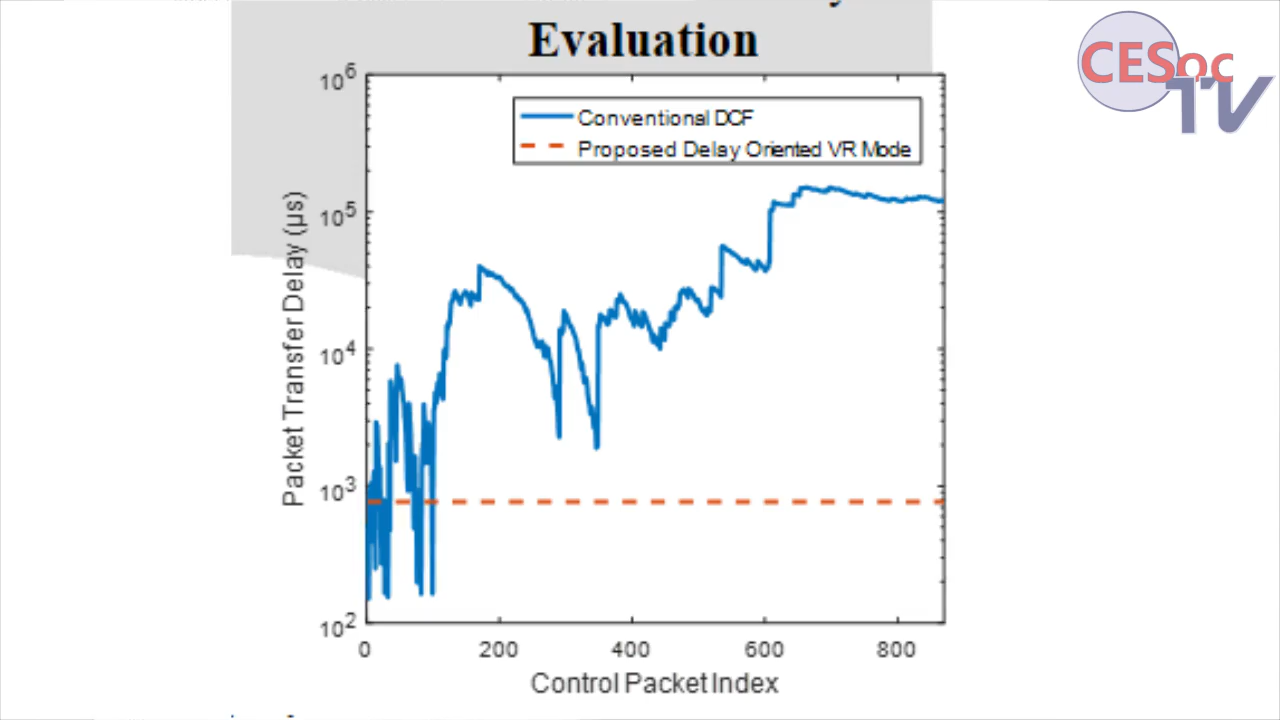 Evaluation
CESoc
TV
10^6
Conventional DCF
Proposed Delay Oriented VR Mode
10^5
10^4
10^3
10^2
Packet Transfer Delay (μs)
0 200 400 600 800
Control Packet Index